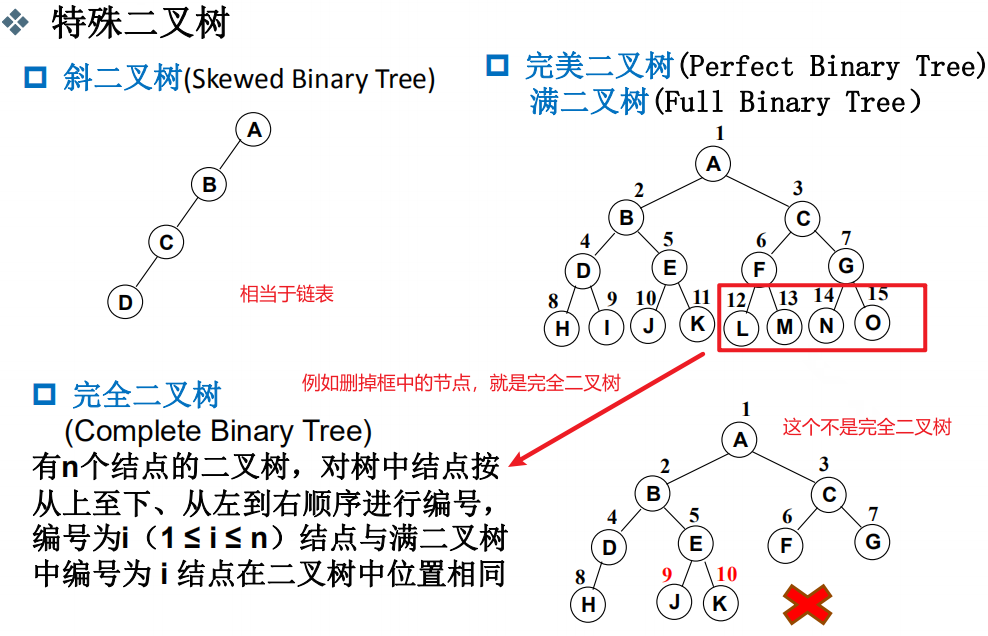 ❖ 特殊二叉树
斜二叉树(Skewed Binary Tree)
A
B
C
D
相当于链表
完美二叉树(Perfect Binary Tree)
满二叉树(Full Binary Tree)
1
A
2 3
B C
4 5 6 7
D E F G
8 9 10 11 12 13 14 15
H I J K L M N O
例如删掉框中的节点，就是完全二叉树
完全二叉树
(Complete Binary Tree)
有n个结点的二叉树，对树中结点按
从上至下、从左到右顺序进行编号，
编号为i（1 ≤ i ≤ n）结点与满二叉树
中编号为 i 结点在二叉树中位置相同
这个不是完全二叉树
1
A
2 3
B C
4 5 6 7
D E F G
8 9 10
H J K